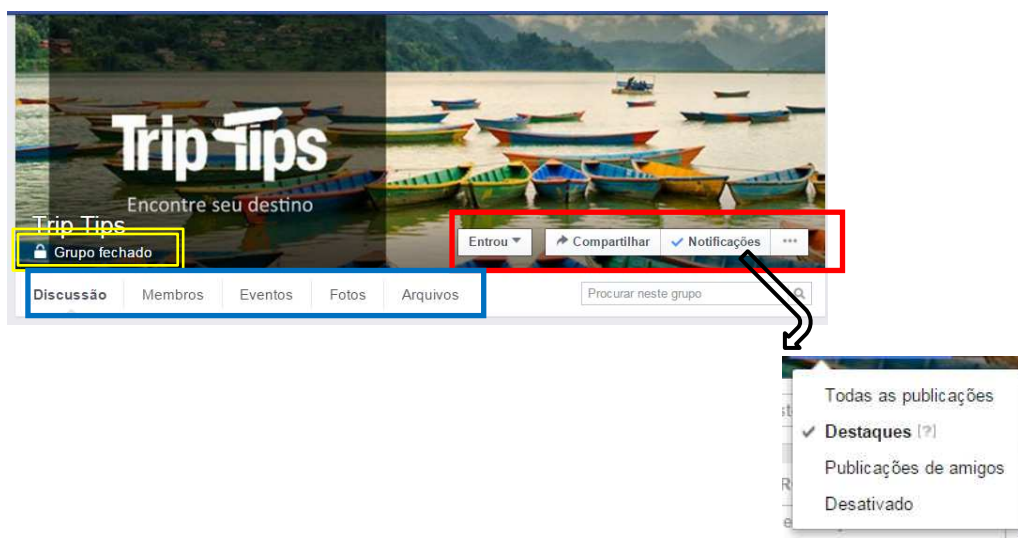 Trip Tips
Encontre seu destino
Trip Tips
Grupo fechado
Entrou Compartilhar Notificações ...
Discussão Membros Eventos Fotos Arquivos Procurar neste grupo
Todas as publicações
Destaques [?]
Publicações de amigos
Desativado